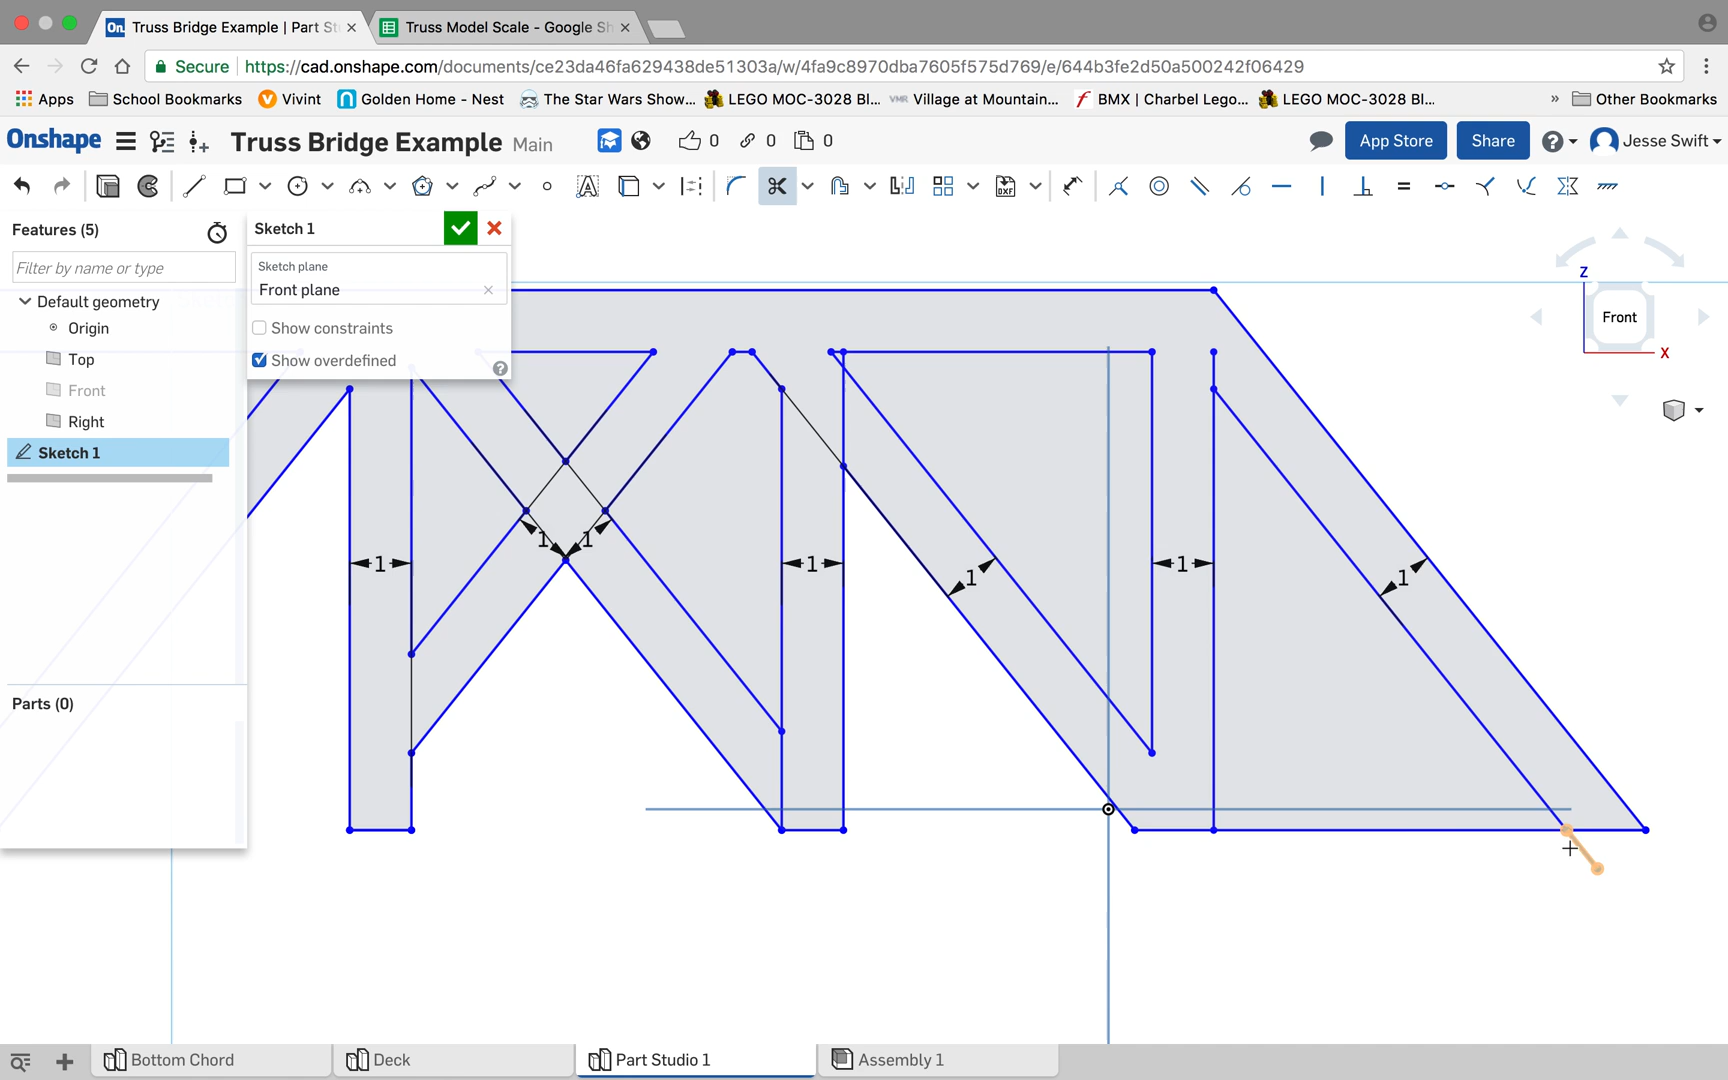 Truss Bridge Example | Part St
Truss Model Scale - Google Sh
Secure
https://cad.onshape.com/documents/ce23da46fa629438de51303a/w/4fa9c8970dba7605f575d769/e/644b3fe2d50a500242f06429
Apps
School Bookmarks
Vivint
Golden Home - Nest
The Star Wars Show...
LEGO MOC-3028 Bl...
Village at Mountain...
BMX | Charbel Lego...
LEGO MOC-3028 Bl...
»
Other Bookmarks
Onshape
Truss Bridge Example
Main
0
0
0
App Store
Share
Jesse Swift
DXF
Features (5)
Filter by name or type
Default geometry
Origin
Top
Front
Right
Sketch 1
Parts (0)
Sketch 1
Sketch plane
Front plane
Show constraints
Show overdefined
1
1
1
1
1
1
1
Z
Front
X
Bottom Chord
Deck
Part Studio 1
Assembly 1